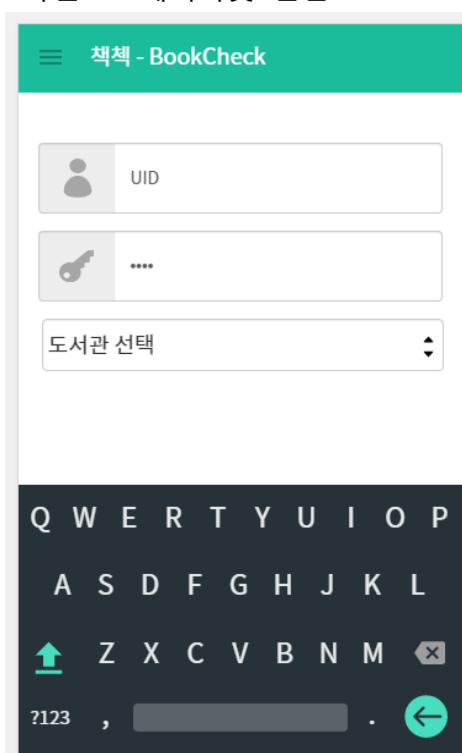 책첵 - BookCheck
UID
••••
도서관 선택
Q W E R T Y U I O P
A S D F G H J K L
Z X C V B N M
?123 , .